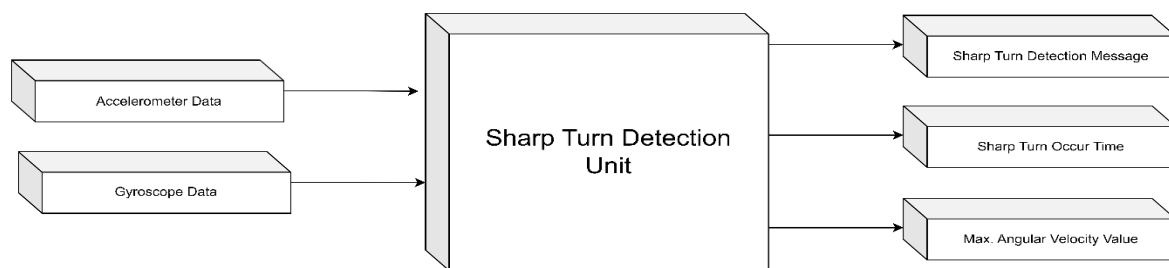 Accelerometer Data
Gyroscope Data
Sharp Turn Detection
Unit
Sharp Turn Detection Message
Sharp Turn Occur Time
Max. Angular Velocity Value